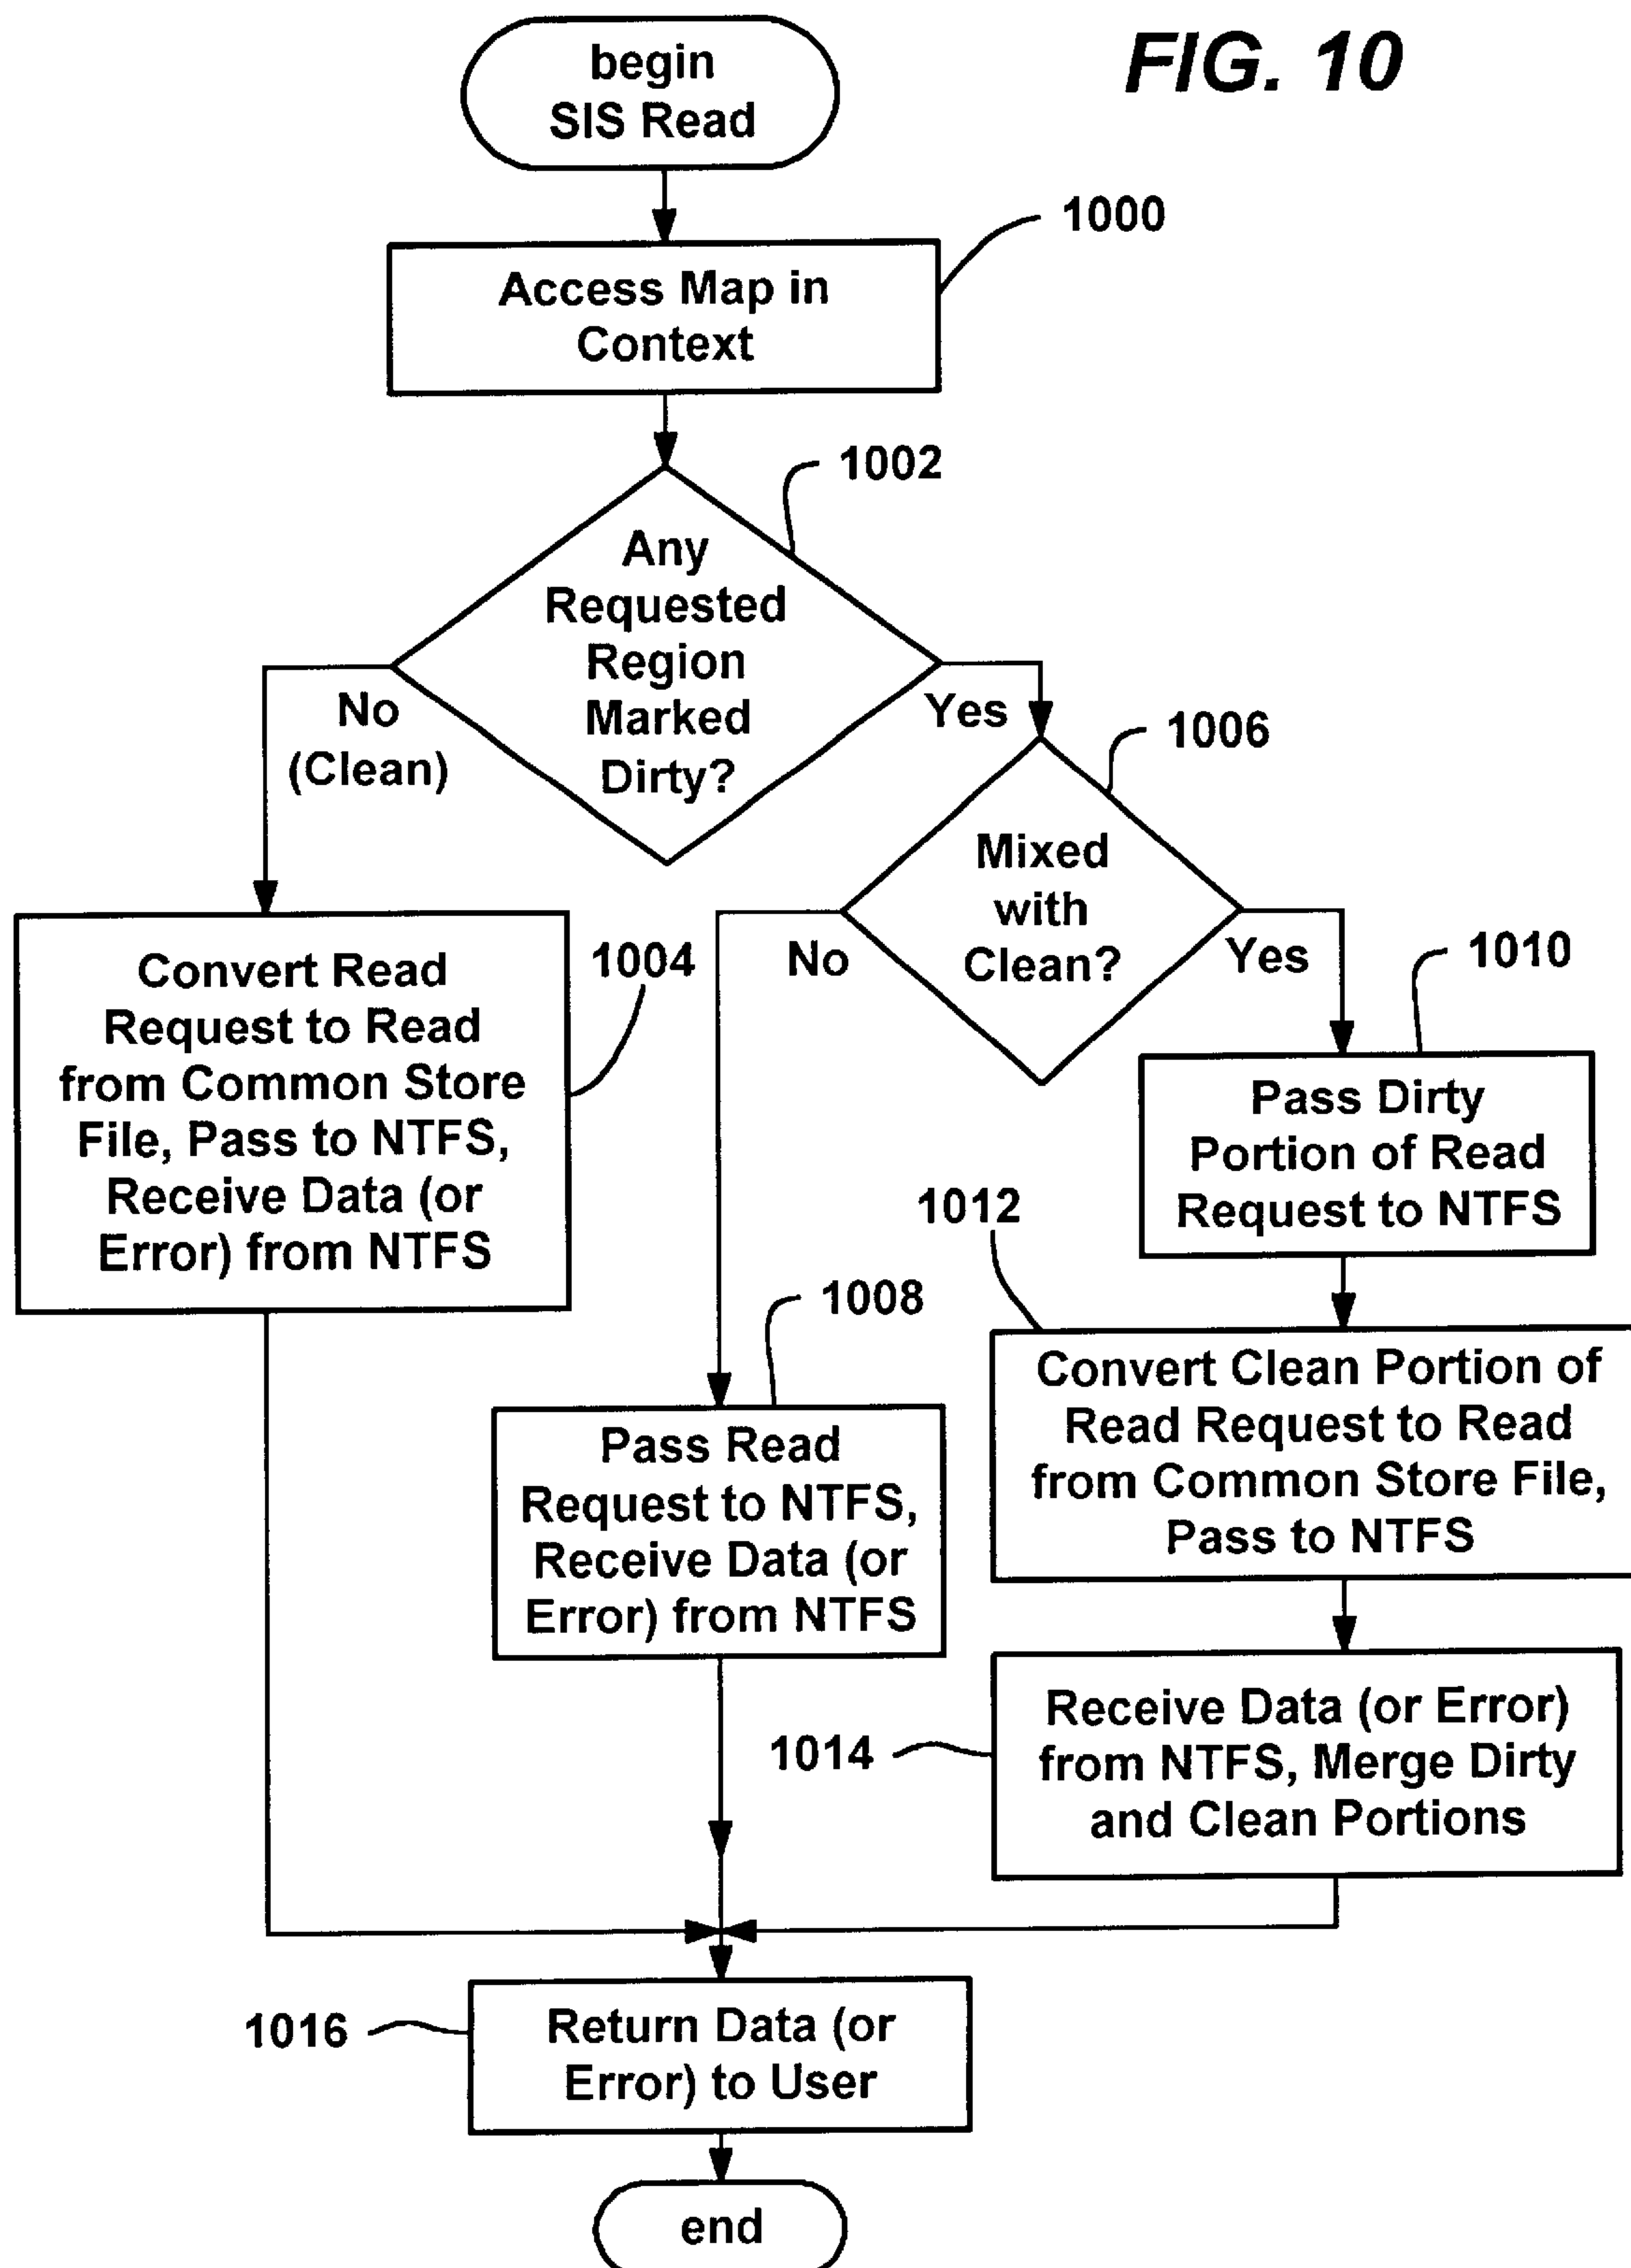 FIG. 10
begin
SIS Read
1000
Access Map in
Context
1002
Any
Requested
Region
Marked
Dirty?
No
(Clean)
Yes
1006
Mixed
with
Clean?
No
Yes
1004
Convert Read
Request to Read
from Common Store
File, Pass to NTFS,
Receive Data (or
Error) from NTFS
1010
Pass Dirty
Portion of Read
Request to NTFS
1012
Convert Clean Portion of
Read Request to Read
from Common Store File,
Pass to NTFS
1008
Pass Read
Request to NTFS,
Receive Data (or
Error) from NTFS
1014
Receive Data (or Error)
from NTFS, Merge Dirty
and Clean Portions
1016
Return Data (or
Error) to User
end